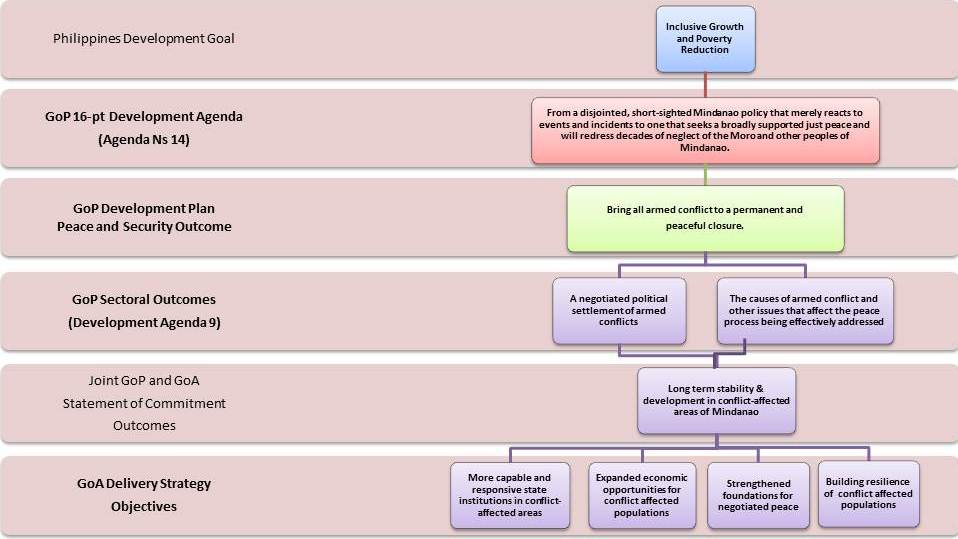 Philippines Development Goal
Inclusive Growth
and Poverty
Reduction
GoP 16-pt Development Agenda
(Agenda Ns 14)
From a disjointed, short-sighted Mindanao policy that merely reacts to
events and incidents to one that seeks a broadly supported just peace and
will redress decades of neglect of the Moro and other peoples of
Mindanao.
GoP Development Plan
Peace and Security Outcome
Bring all armed conflict to a permanent and
peaceful closure.
GoP Sectoral Outcomes
(Development Agenda 9)
A negotiated political
settlement of armed
conflicts
The causes of armed conflict and
other issues that affect the peace
process being effectively addressed
Joint GoP and GoA
Statement of Commitment
Outcomes
Long term stability &
development in conflict-affected
areas of Mindanao
GoA Delivery Strategy
Objectives
More capable and
responsive state
institutions in conflict-
affected areas
Expanded economic
opportunities for
conflict affected
populations
Strengthened
foundations for
negotiated peace
Building resilience
of conflict affected
populations